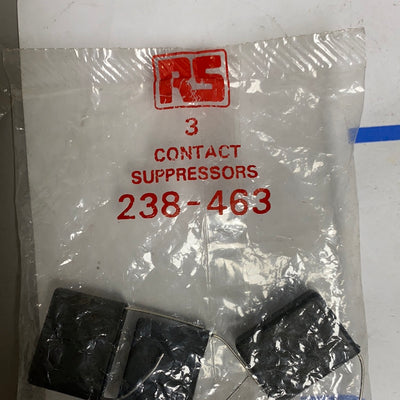 RS
3
CONTACT
SUPPRESSORS
238-463